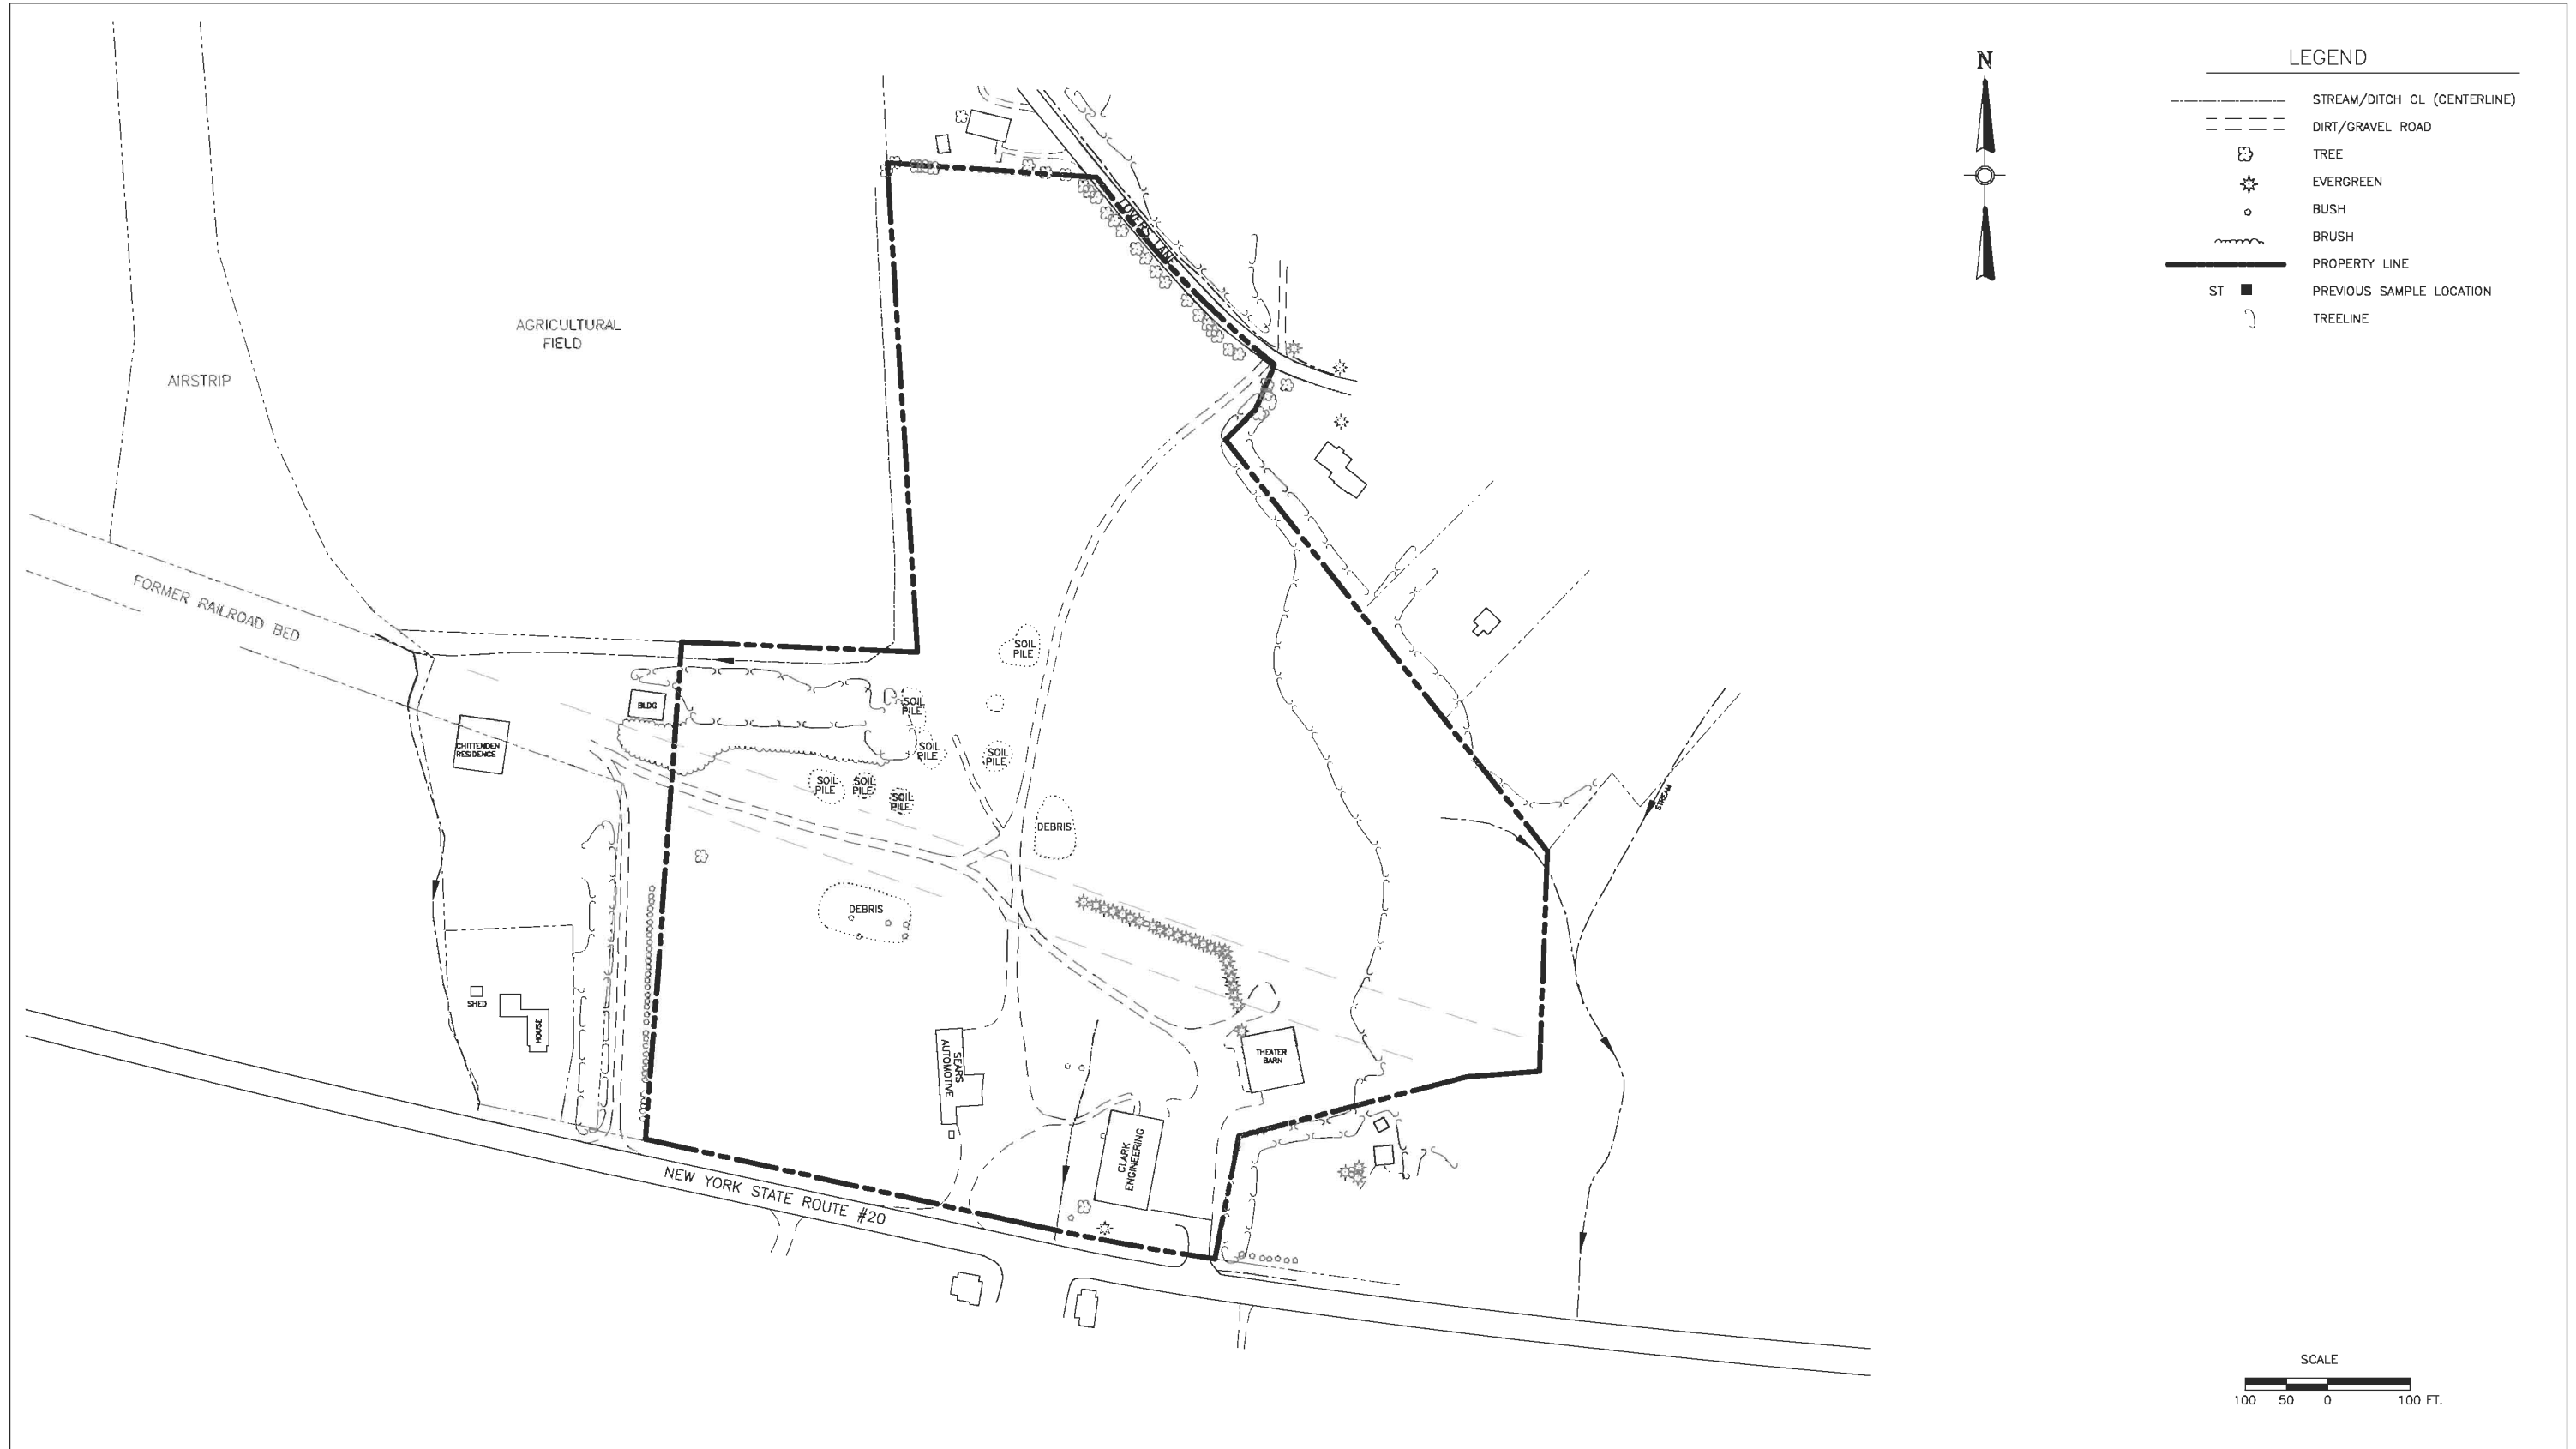 N
LEGEND
STREAM/DITCH CL (CENTERLINE)
DIRT/GRAVEL ROAD
TREE
EVERGREEN
BUSH
BRUSH
PROPERTY LINE
ST
PREVIOUS SAMPLE LOCATION
TREELINE
LOVERS LANE
AGRICULTURAL
FIELD
AIRSTRIP
FORMER RAILROAD BED
SOIL
PILE
BLDG
SOIL
PILE
CHITTENDEN
RESIDENCE
SOIL
PILE
SOIL
PILE
SOIL
PILE
SOIL
PILE
SOIL
PILE
STREAM
DEBRIS
DEBRIS
SHED
HOUSE
SEARS
AUTOMOTIVE
THEATER
BARN
CLARK
ENGINEERING
NEW YORK STATE ROUTE #20
SCALE
100 50 0 100 FT.